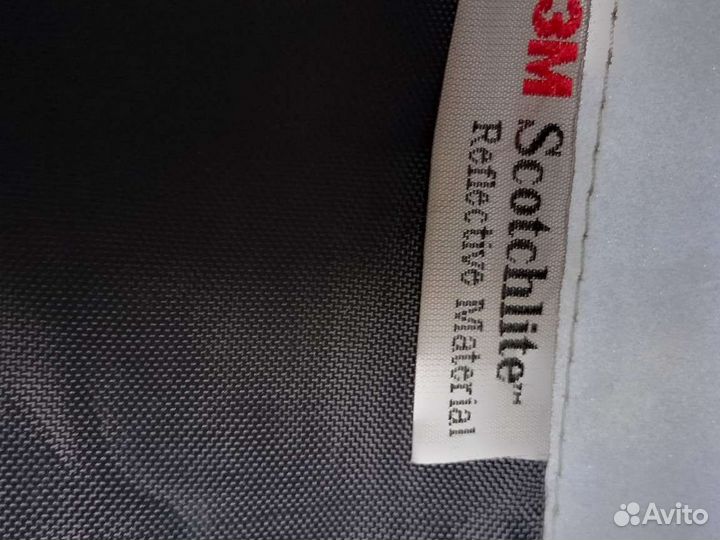 3M
Scotchlite™
Reflective Material
Avito